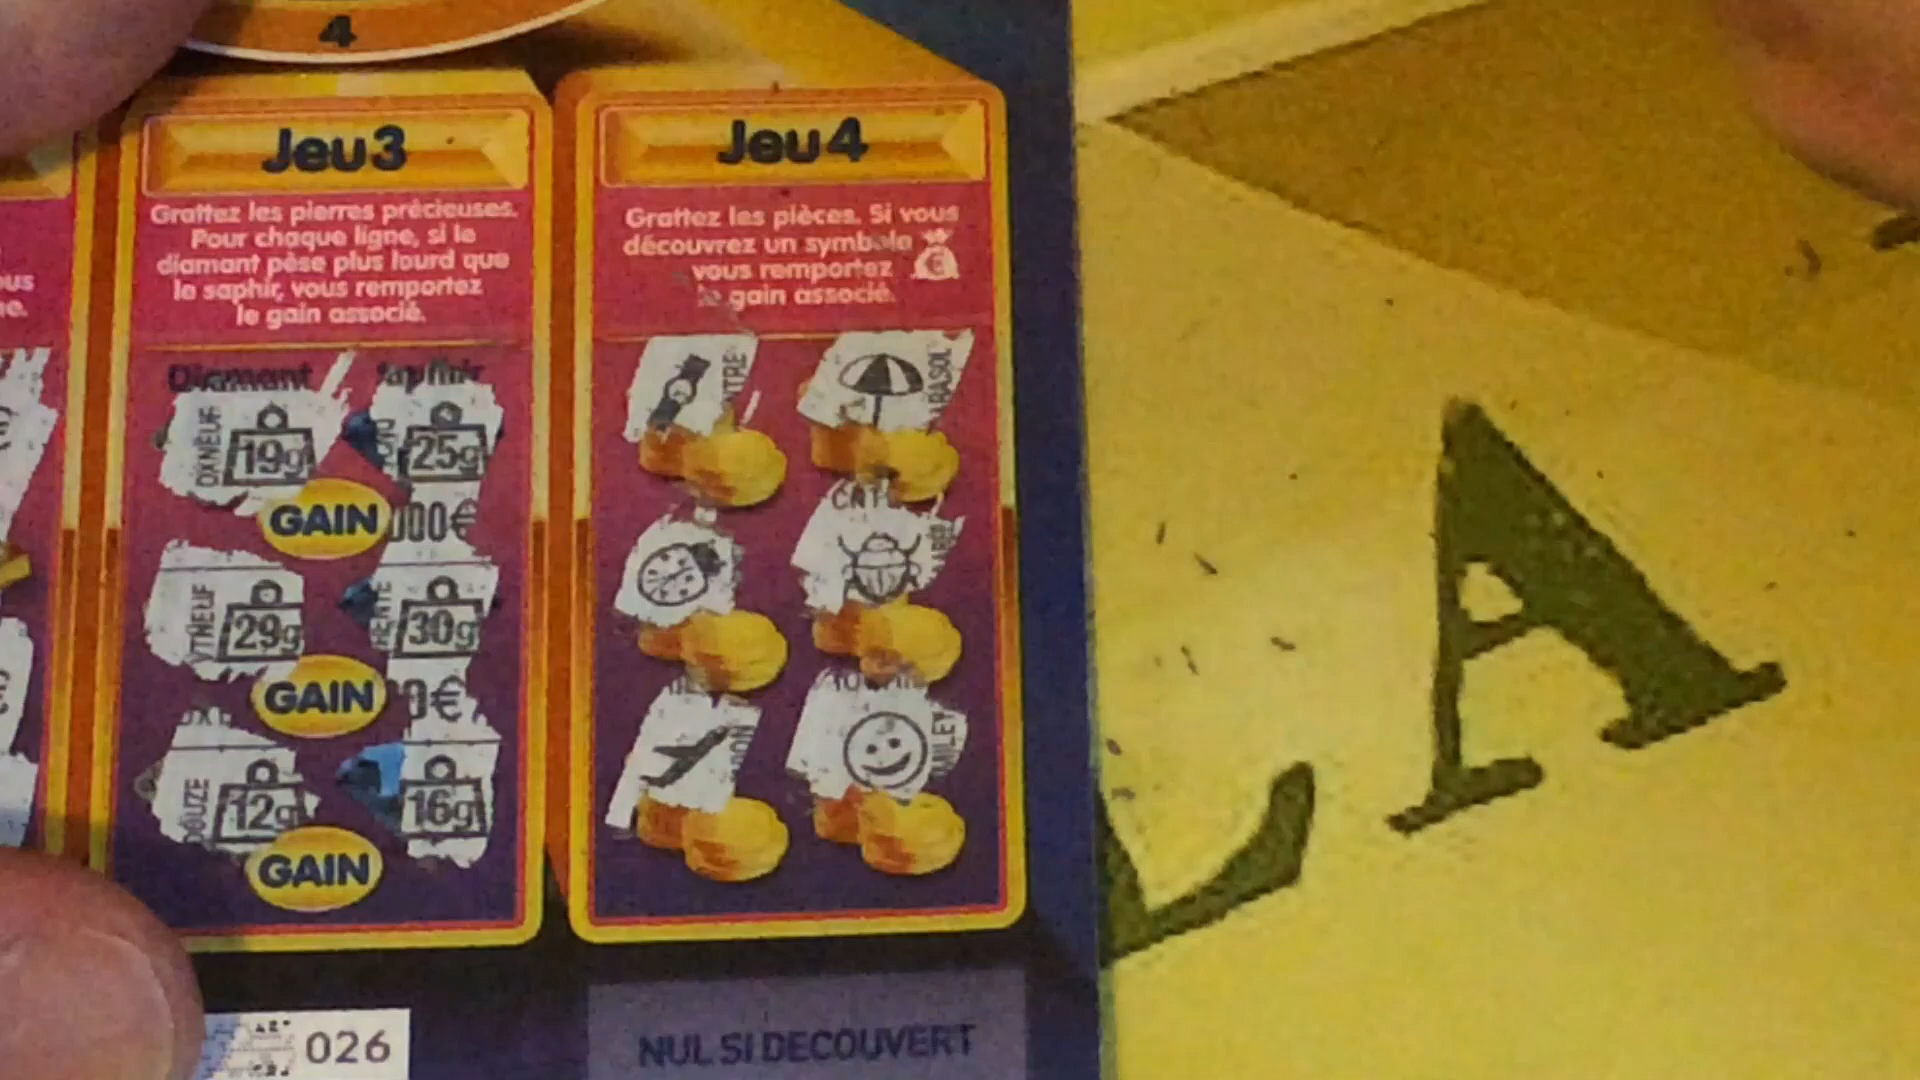 4
Jeu3
Grattez les pierres précieuses.
Pour chaque ligne, si le
diamant pèse plus lourd que
le saphir, vous remportez
le gain associé.
Diamant
19g 25g
GAIN 000€
29g 30g
GAIN 0€
DOUZE 12g 16g
GAIN
Jeu4
Grattez les pièces. Si vous
découvrez un symbole
vous remportez
le gain associé.
NUL SI DECOUVERT
026
A